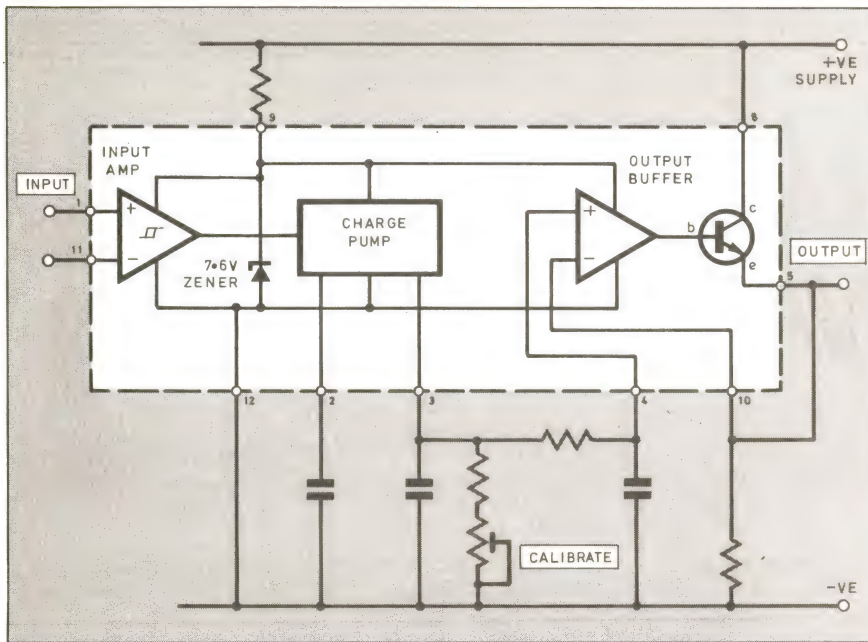 +VE
SUPPLY
9
8
INPUT
AMP
OUTPUT
BUFFER
INPUT
1
11
+
−
CHARGE
PUMP
7•6V
ZENER
+
−
b
c
e
OUTPUT
5
12
2
3
4
10
CALIBRATE
−VE